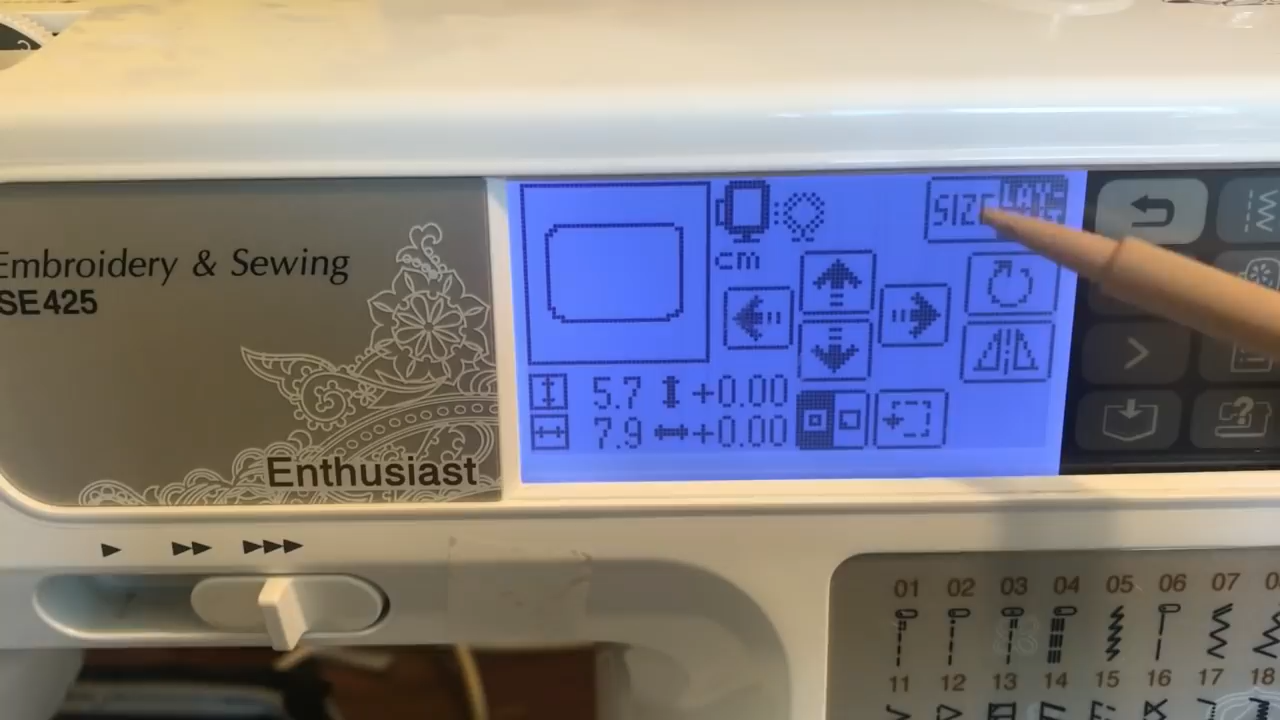 Embroidery & Sewing
SE425
Enthusiast
SIZE
cm
5.7 +0.00
7.9 +0.00
01 02 03 04 05 06 07
11 12 13 14 15 16 17 18